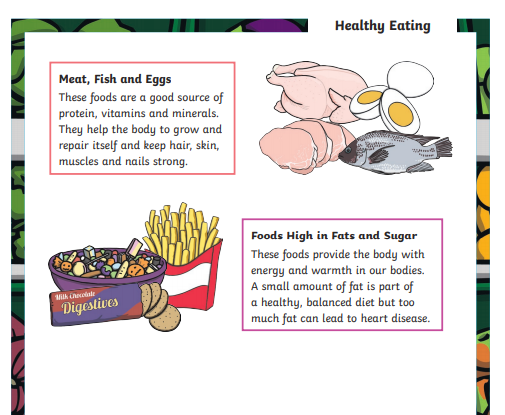 Healthy Eating
Meat, Fish and Eggs
These foods are a good source of
protein, vitamins and minerals.
They help the body to grow and
repair itself and keep hair, skin,
muscles and nails strong.
Foods High in Fats and Sugar
These foods provide the body with
energy and warmth in our bodies.
A small amount of fat is part of
a healthy, balanced diet but too
much fat can lead to heart disease.
Milk Chocolate
Digestives